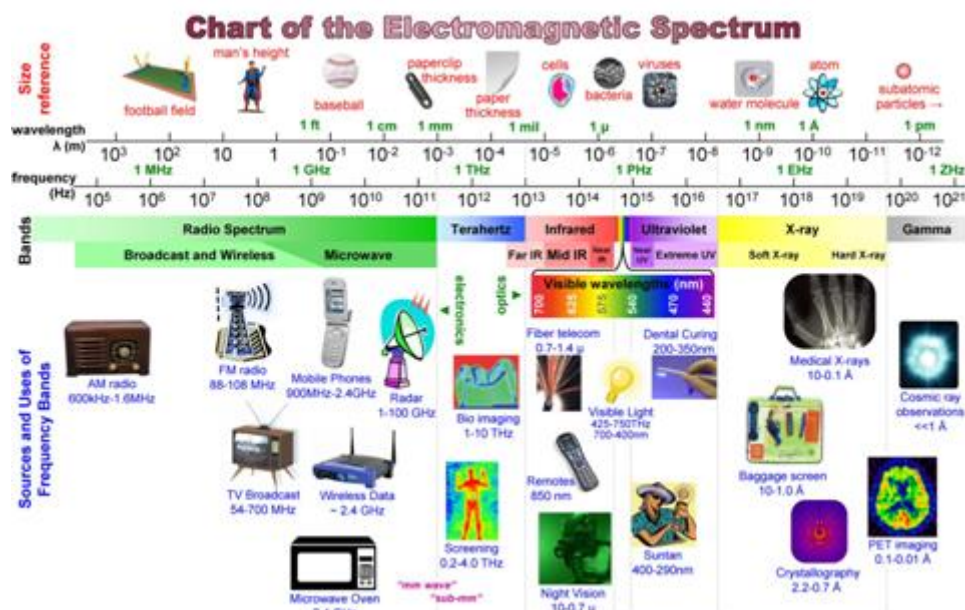 Chart of the Electromagnetic Spectrum
Size reference
football field
man's height
baseball
paperclip thickness
paper thickness
cells
bacteria
viruses
water molecule
atom
subatomic particles →
wavelength λ (m)
1 ft 1 cm 1 mm 1 mil 1 µ 1 nm 1 Å 1 pm
10³ 10² 10 1 10⁻¹ 10⁻² 10⁻³ 10⁻⁴ 10⁻⁵ 10⁻⁶ 10⁻⁷ 10⁻⁸ 10⁻⁹ 10⁻¹⁰ 10⁻¹¹ 10⁻¹²
frequency (Hz)
1 MHz 1 GHz 1 THz 1 PHz 1 EHz 1 ZHz
10⁵ 10⁶ 10⁷ 10⁸ 10⁹ 10¹⁰ 10¹¹ 10¹² 10¹³ 10¹⁴ 10¹⁵ 10¹⁶ 10¹⁷ 10¹⁸ 10¹⁹ 10²⁰ 10²¹
Bands
Radio Spectrum Terahertz Infrared Ultraviolet X-ray Gamma
Broadcast and Wireless Microwave Far IR Mid IR Near IR Near UV Extreme UV Soft X-ray Hard X-ray
electronics
optics
Visible wavelengths (nm)
700 625 575 540 470 440
Sources and Uses of Frequency Bands
AM radio
600kHz-1.6MHz
FM radio
88-108 MHz
Mobile Phones
900MHz-2.4GHz
Radar
1-100 GHz
Bio imaging
1-10 THz
Fiber telecom
0.7-1.4 µ
Visible Light
425-750THz
700-400nm
Dental Curing
200-350nm
Medical X-rays
10-0.1 Å
Cosmic ray observations
<<1 Å
TV Broadcast
54-700 MHz
Wireless Data
~ 2.4 GHz
Screening
0.2-4.0 THz
Remotes
850 nm
Suntan
400-290nm
Baggage screen
10-1.0 Å
Crystallography
2.2-0.7 Å
PET imaging
0.1-0.01 Å
Microwave Oven
"mm wave"
"sub-mm"
Night Vision
10-0.7 µ